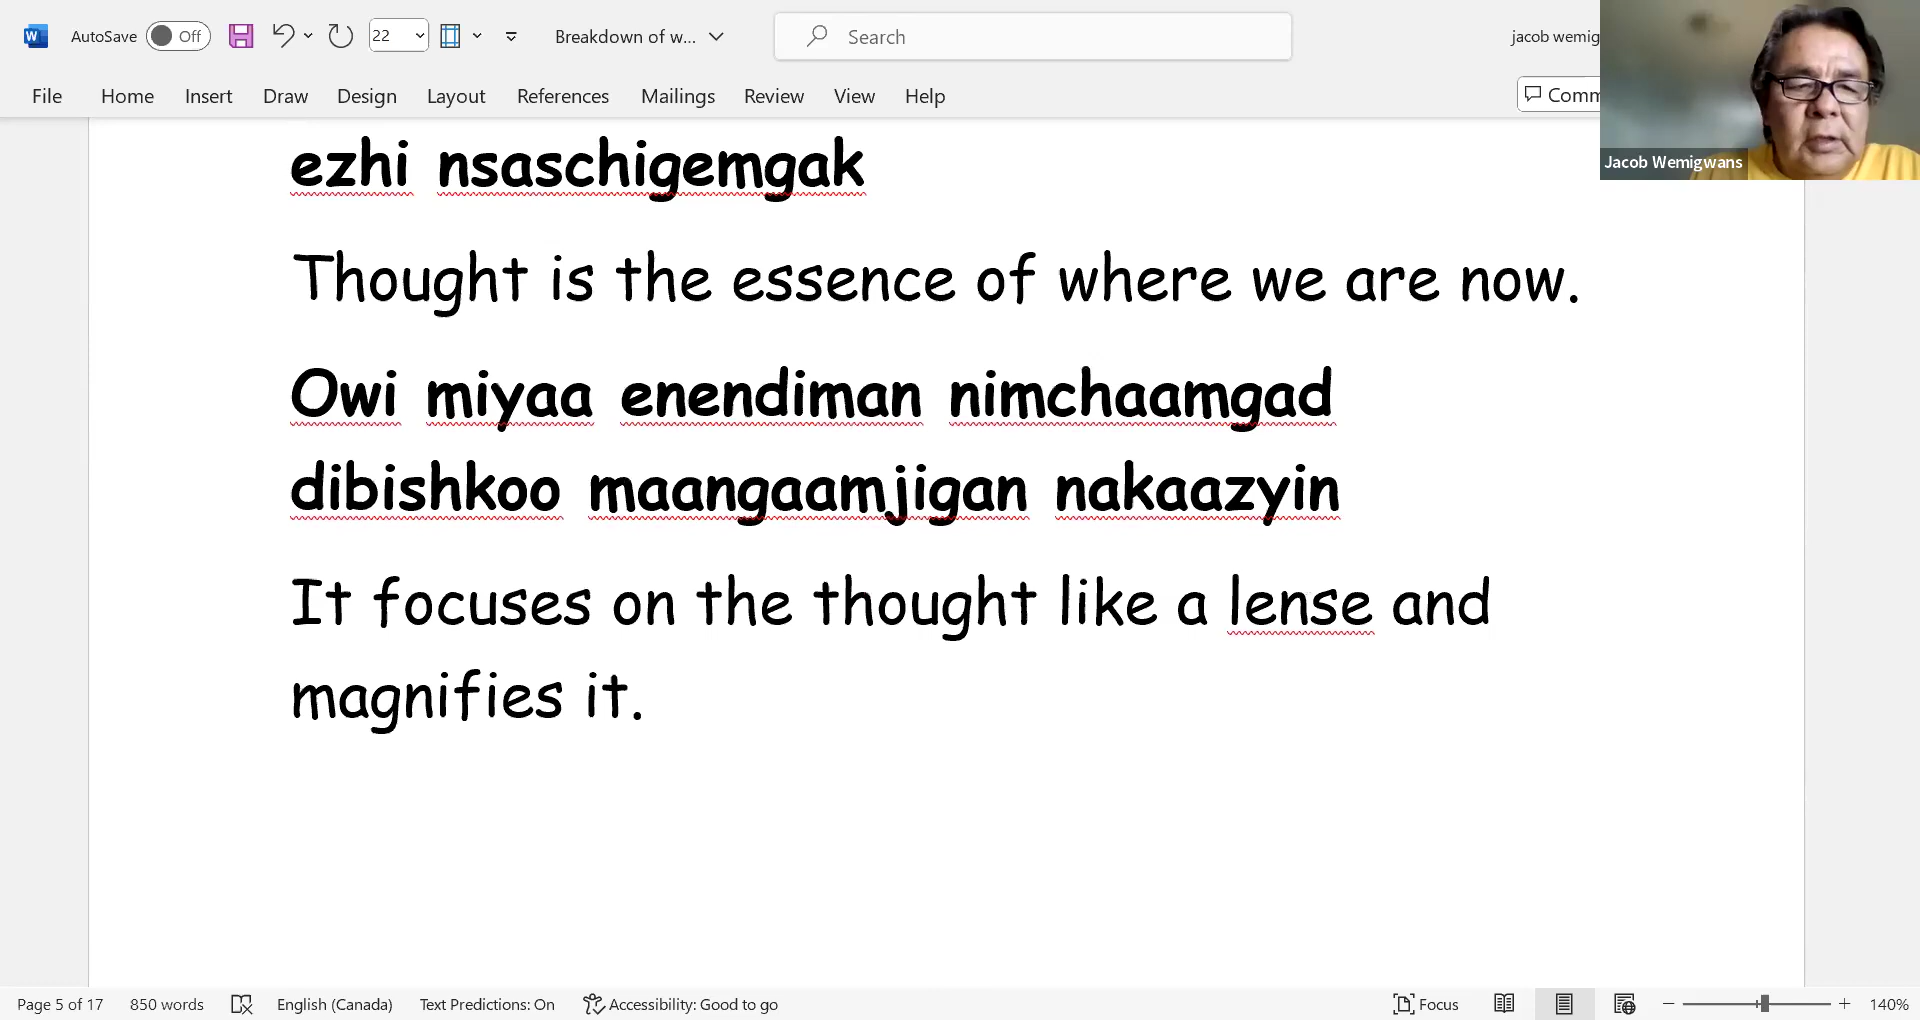 AutoSave Off 22 Breakdown of w... Search jacob wemig
File Home Insert Draw Design Layout References Mailings Review View Help Comm
Jacob Wemigwans
ezhi nsaschigemgak
Thought is the essence of where we are now.
Owi miyaa enendiman nimchaamgad
dibishkoo maangaamjigan nakaazyin
It focuses on the thought like a lense and
magnifies it.
Page 5 of 17 850 words English (Canada) Text Predictions: On Accessibility: Good to go Focus 140%